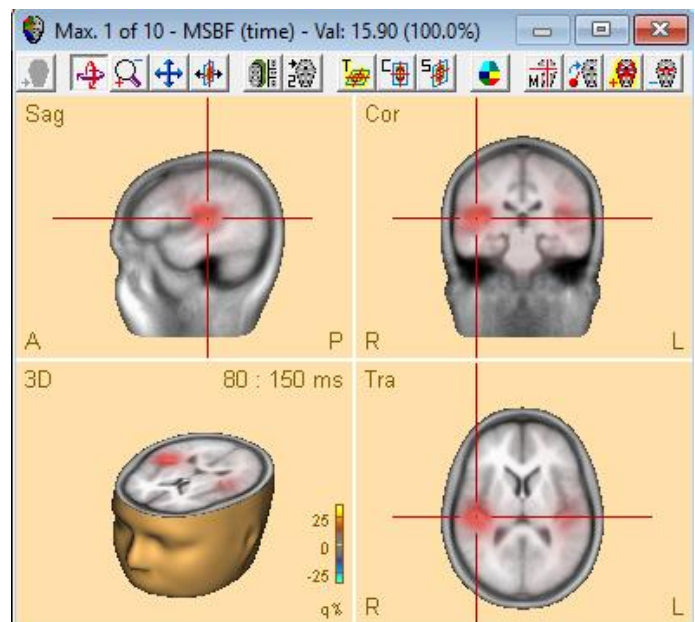 Max. 1 of 10 - MSBF (time) - Val: 15.90 (100.0%)
Sag
A P
Cor
R L
3D 80 : 150 ms
25
0
-25
q%
Tra
R L